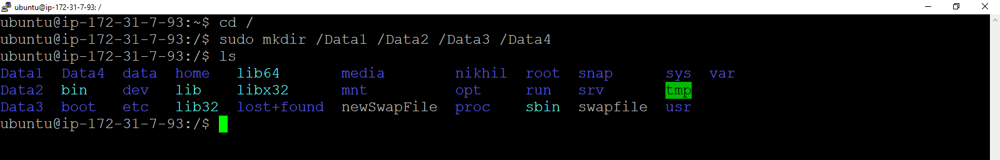 ubuntu@ip-172-31-7-93: /
ubuntu@ip-172-31-7-93:~$ cd /
ubuntu@ip-172-31-7-93:/$ sudo mkdir /Data1 /Data2 /Data3 /Data4
ubuntu@ip-172-31-7-93:/$ ls
Data1  Data4  data  home   lib64       media        nikhil  root  snap      sys  var
Data2  bin    dev   lib    libx32      mnt          opt     run   srv       tmp
Data3  boot   etc   lib32  lost+found  newSwapFile  proc    sbin  swapfile  usr
ubuntu@ip-172-31-7-93:/$